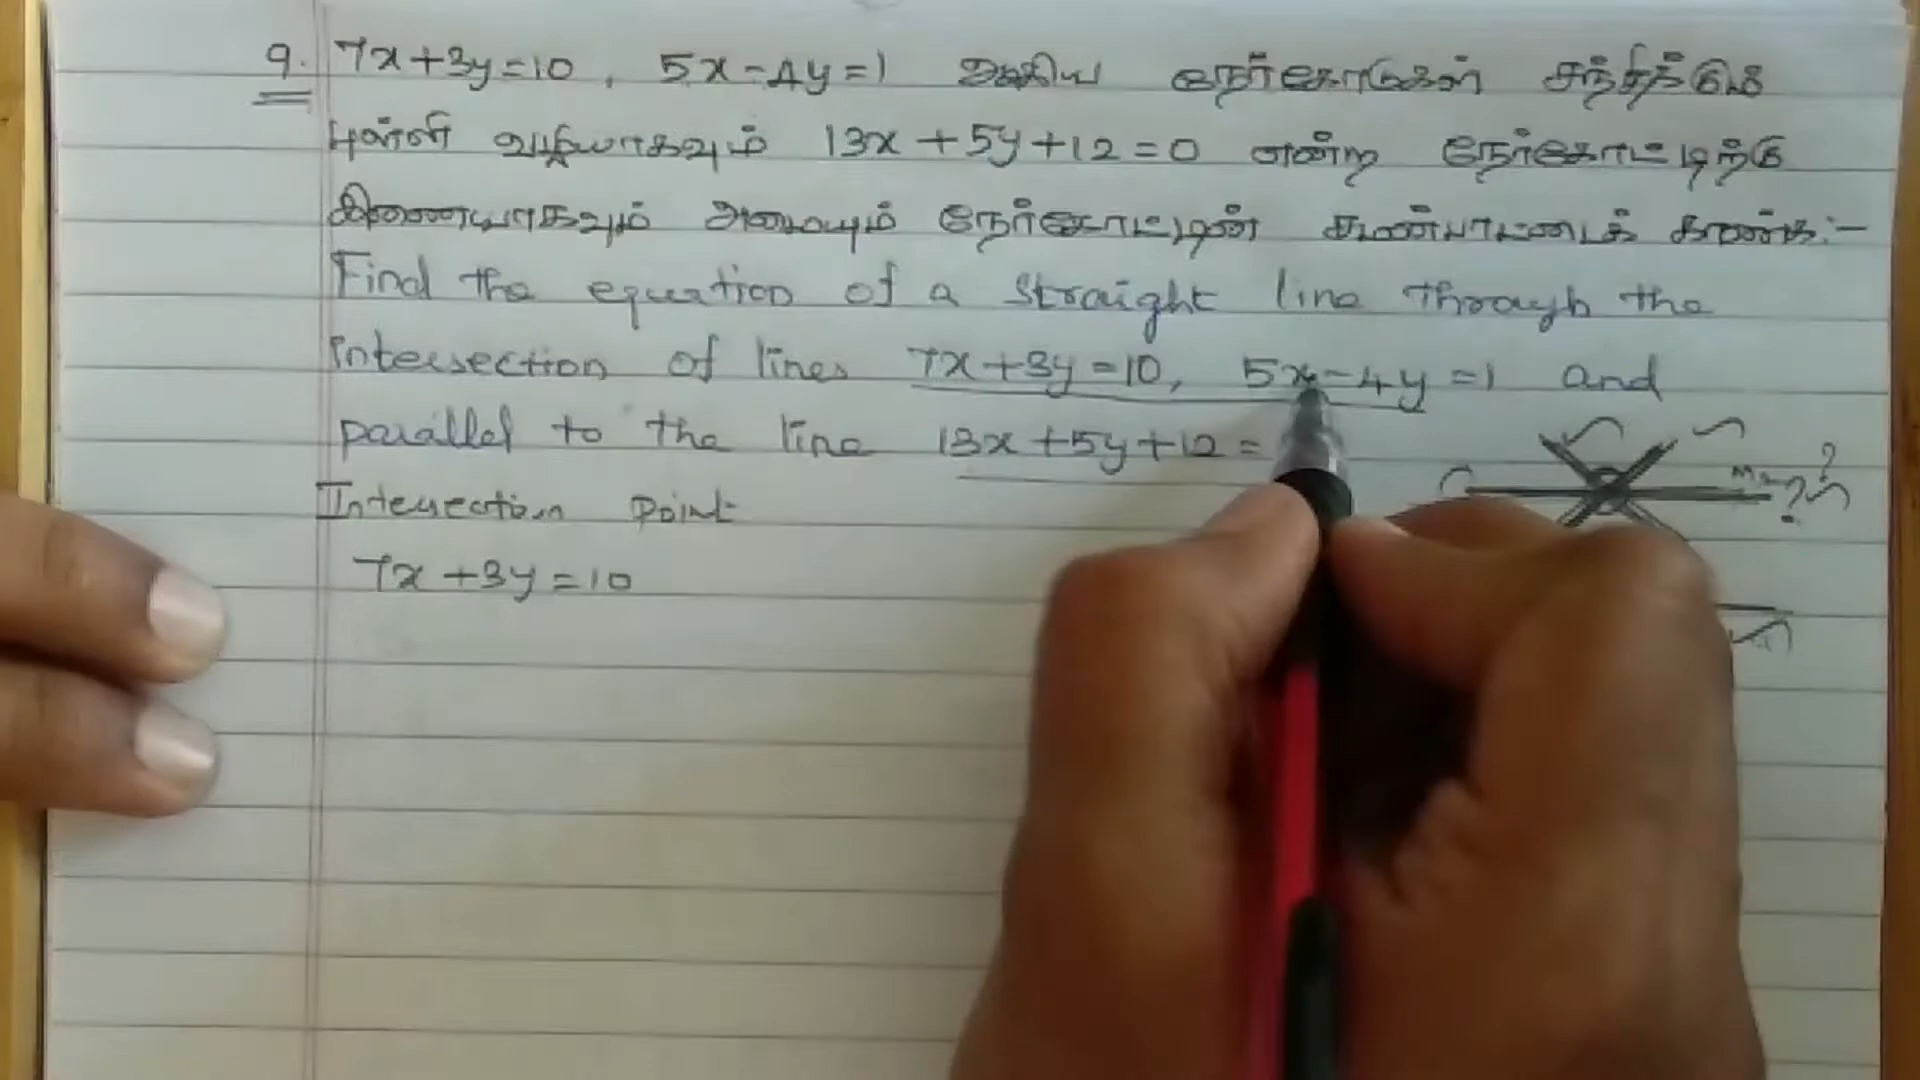 9. 7x+3y=10, 5x-4y=1 ஆகிய நேர்கோடுகள் சந்திக்கும்
புள்ளி வழியாகவும் 13x+5y+12=0 என்ற நேர்கோட்டிற்கு
இணையாகவும் அமையும் நேர்கோட்டின் சமன்பாட்டைக் காண்க:-
Find the equation of a straight line through the
intersection of lines 7x+3y=10, 5x-4y=1 and
parallel to the line 13x+5y+12=
Intersection Point
7x+3y=10